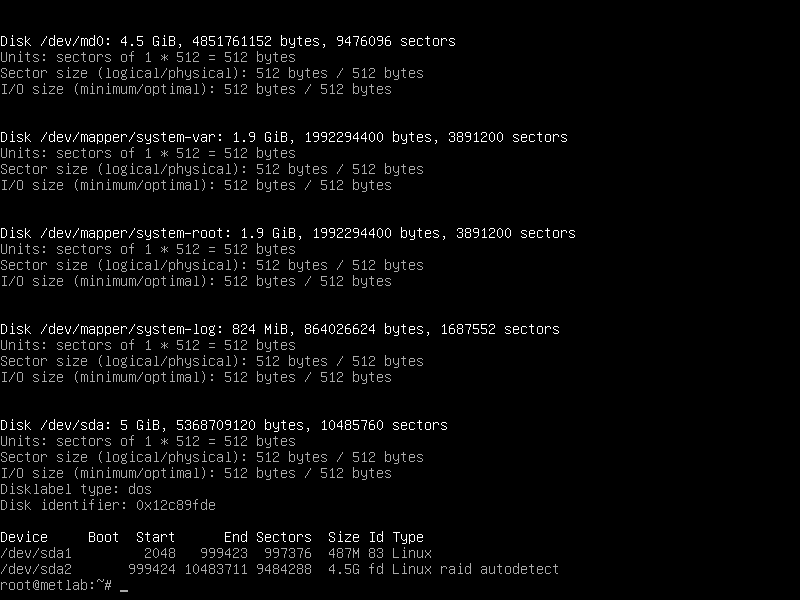 Disk /dev/md0: 4.5 GiB, 4851761152 bytes, 9476096 sectors
Units: sectors of 1 * 512 = 512 bytes
Sector size (logical/physical): 512 bytes / 512 bytes
I/O size (minimum/optimal): 512 bytes / 512 bytes
Disk /dev/mapper/system-var: 1.9 GiB, 1992294400 bytes, 3891200 sectors
Units: sectors of 1 * 512 = 512 bytes
Sector size (logical/physical): 512 bytes / 512 bytes
I/O size (minimum/optimal): 512 bytes / 512 bytes
Disk /dev/mapper/system-root: 1.9 GiB, 1992294400 bytes, 3891200 sectors
Units: sectors of 1 * 512 = 512 bytes
Sector size (logical/physical): 512 bytes / 512 bytes
I/O size (minimum/optimal): 512 bytes / 512 bytes
Disk /dev/mapper/system-log: 824 MiB, 864026624 bytes, 1687552 sectors
Units: sectors of 1 * 512 = 512 bytes
Sector size (logical/physical): 512 bytes / 512 bytes
I/O size (minimum/optimal): 512 bytes / 512 bytes
Disk /dev/sda: 5 GiB, 5368709120 bytes, 10485760 sectors
Units: sectors of 1 * 512 = 512 bytes
Sector size (logical/physical): 512 bytes / 512 bytes
I/O size (minimum/optimal): 512 bytes / 512 bytes
Disklabel type: dos
Disk identifier: 0x12c89fde
Device     Boot  Start      End Sectors  Size Id Type
/dev/sda1         2048   999423  997376  487M 83 Linux
/dev/sda2       999424 10483711 9484288  4.5G fd Linux raid autodetect
root@metlab:~# _